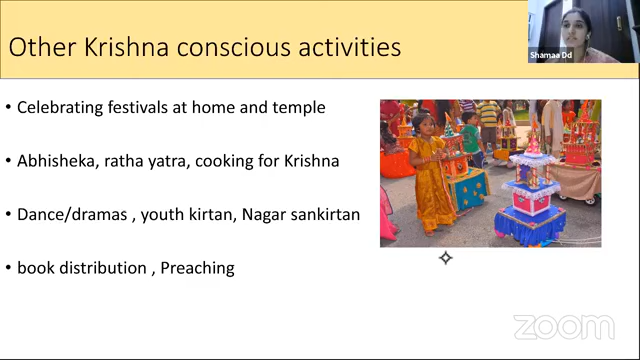 Other Krishna conscious activities
Shamaa Dd
• Celebrating festivals at home and temple
• Abhisheka, ratha yatra, cooking for Krishna
• Dance/dramas , youth kirtan, Nagar sankirtan
• book distribution , Preaching
zoom